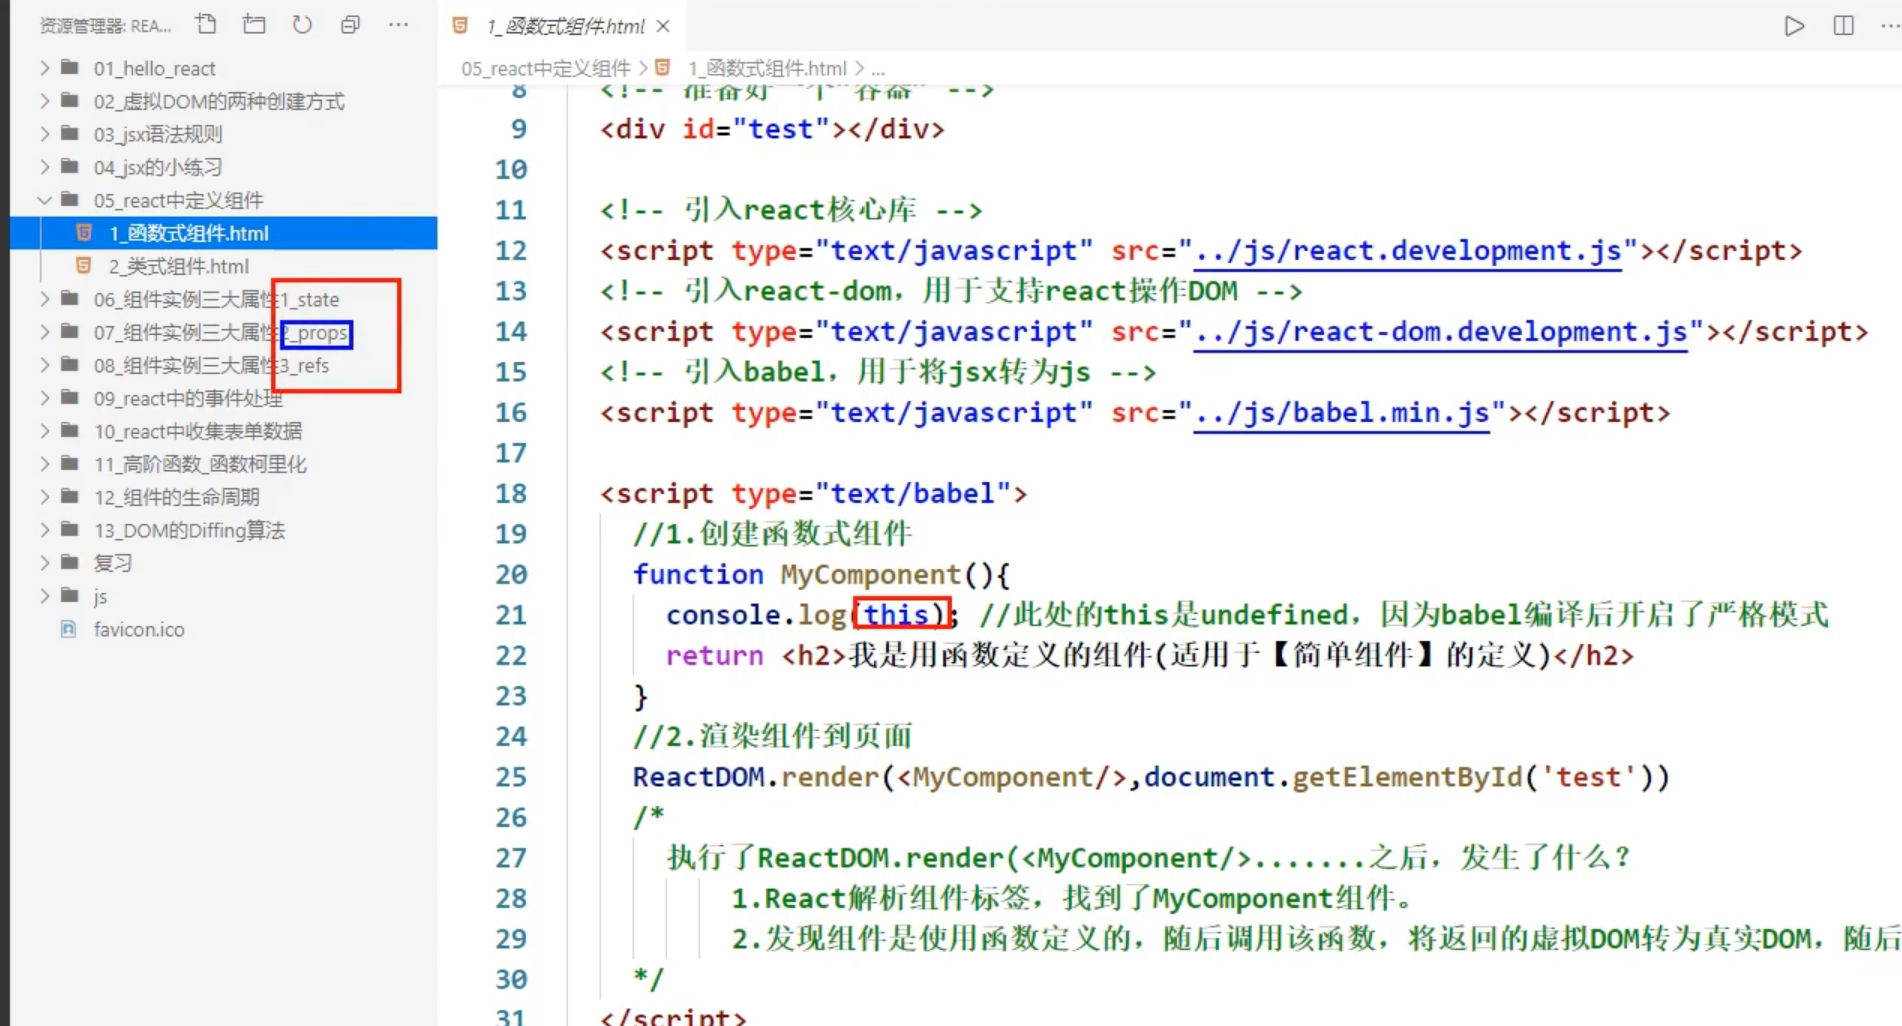 资源管理器: REA...
01_hello_react
02_虚拟DOM的两种创建方式
03_jsx语法规则
04_jsx的小练习
05_react中定义组件
1_函数式组件.html
2_类式组件.html
06_组件实例三大属性1_state
07_组件实例三大属性2_props
08_组件实例三大属性3_refs
09_react中的事件处理
10_react中收集表单数据
11_高阶函数_函数柯里化
12_组件的生命周期
13_DOM的Diffing算法
复习
js
favicon.ico
1_函数式组件.html
05_react中定义组件 > 1_函数式组件.html > ...
8 <!-- 准备好一个"容器" -->
9 <div id="test"></div>
10
11 <!-- 引入react核心库 -->
12 <script type="text/javascript" src="../js/react.development.js"></script>
13 <!-- 引入react-dom，用于支持react操作DOM -->
14 <script type="text/javascript" src="../js/react-dom.development.js"></script>
15 <!-- 引入babel，用于将jsx转为js -->
16 <script type="text/javascript" src="../js/babel.min.js"></script>
17
18 <script type="text/babel">
19 //1.创建函数式组件
20 function MyComponent(){
21 console.log(this); //此处的this是undefined，因为babel编译后开启了严格模式
22 return <h2>我是用函数定义的组件(适用于【简单组件】的定义)</h2>
23 }
24 //2.渲染组件到页面
25 ReactDOM.render(<MyComponent/>,document.getElementById('test'))
26 /*
27 执行了ReactDOM.render(<MyComponent/>.......之后，发生了什么？
28 1.React解析组件标签，找到了MyComponent组件。
29 2.发现组件是使用函数定义的，随后调用该函数，将返回的虚拟DOM转为真实DOM，随后
30 */
31 </script>